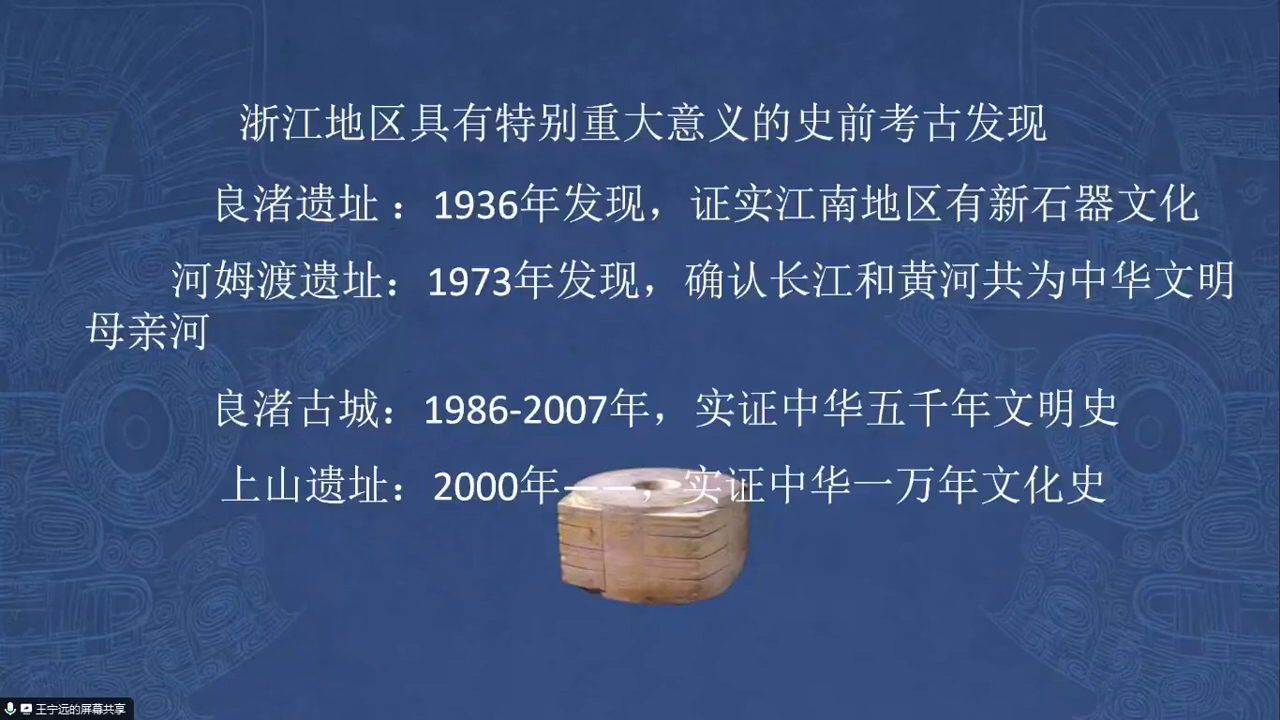 浙江地区具有特别重大意义的史前考古发现
良渚遗址：1936年发现，证实江南地区有新石器文化
河姆渡遗址：1973年发现，确认长江和黄河共为中华文明
母亲河
良渚古城：1986-2007年，实证中华五千年文明史
上山遗址：2000年——，实证中华一万年文化史
王宁远的屏幕共享